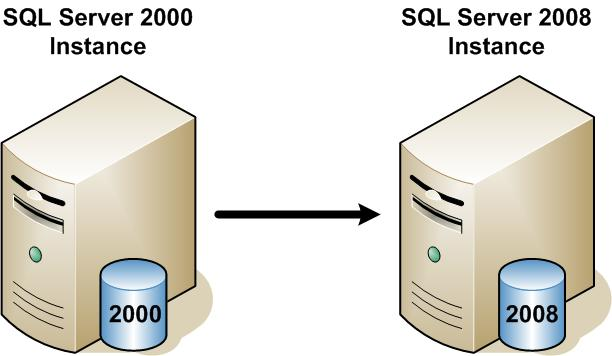 SQL Server 2000
Instance
SQL Server 2008
Instance
2000
2008